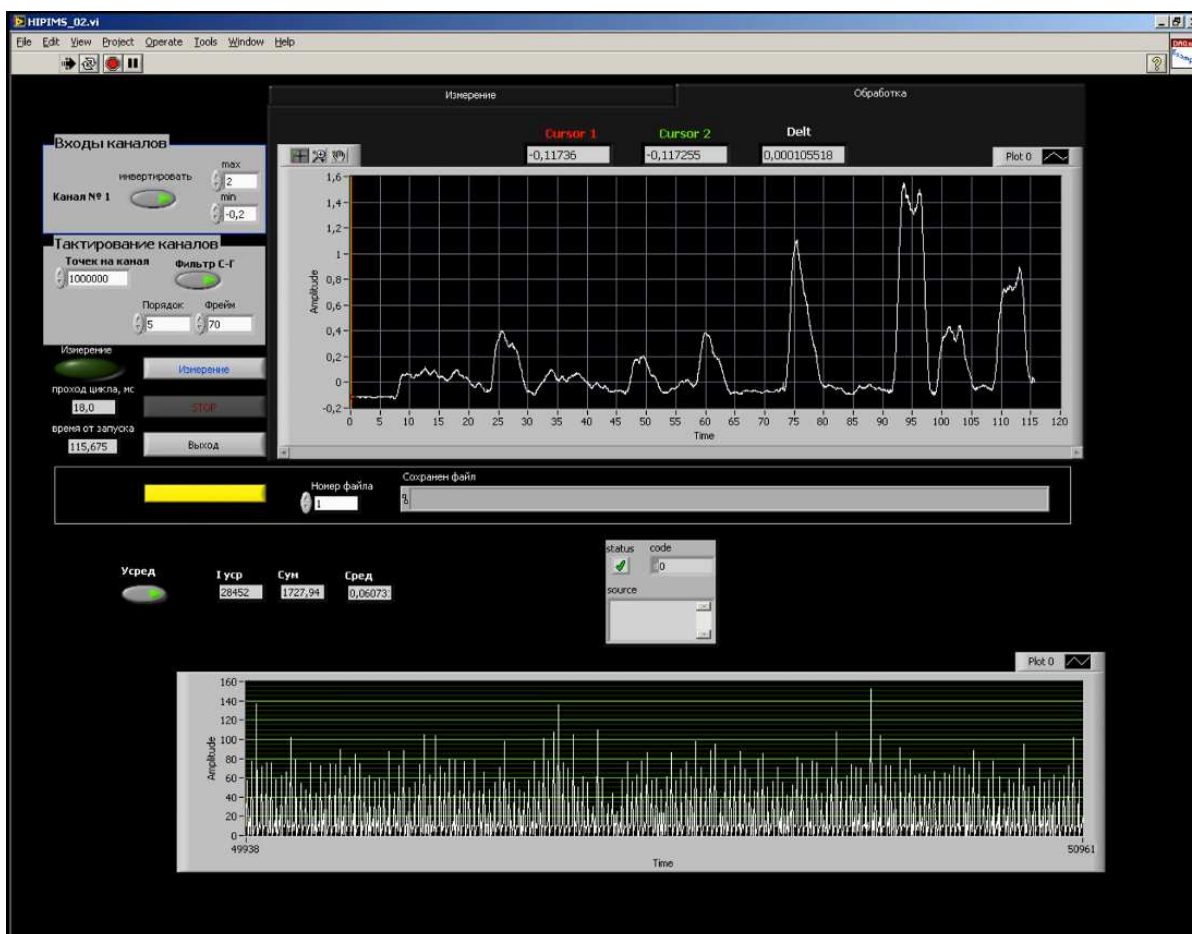 HIPIMS_02.vi
File Edit View Project Operate Tools Window Help
Измерение
Обработка
Входы каналов
max
инвертировать
2
Канал № 1
min
-0,2
Тактирование каналов
Точек на канал
Фильтр С-Г
1000000
Порядок
Фрейм
5
70
Измерение
Измерение
проход цикла, мс
18,0
STOP
время от запуска
115,675
Выход
Cursor 1
Cursor 2
Delt
-0,11736
-0,117255
0,000105518
Plot 0
Amplitude
1,6
1,4
1,2
1
0,8
0,6
0,4
0,2
0
-0,2
0 5 10 15 20 25 30 35 40 45 50 55 60 65 70 75 80 85 90 95 100 105 110 115 120
Time
Номер файла
1
Сохранен файл
status
code
0
source
Усред
I уср
Сум
Сред
28452
1727,94
0,06073
Plot 0
Amplitude
160
140
120
100
80
60
40
20
0
49938
50961
Time